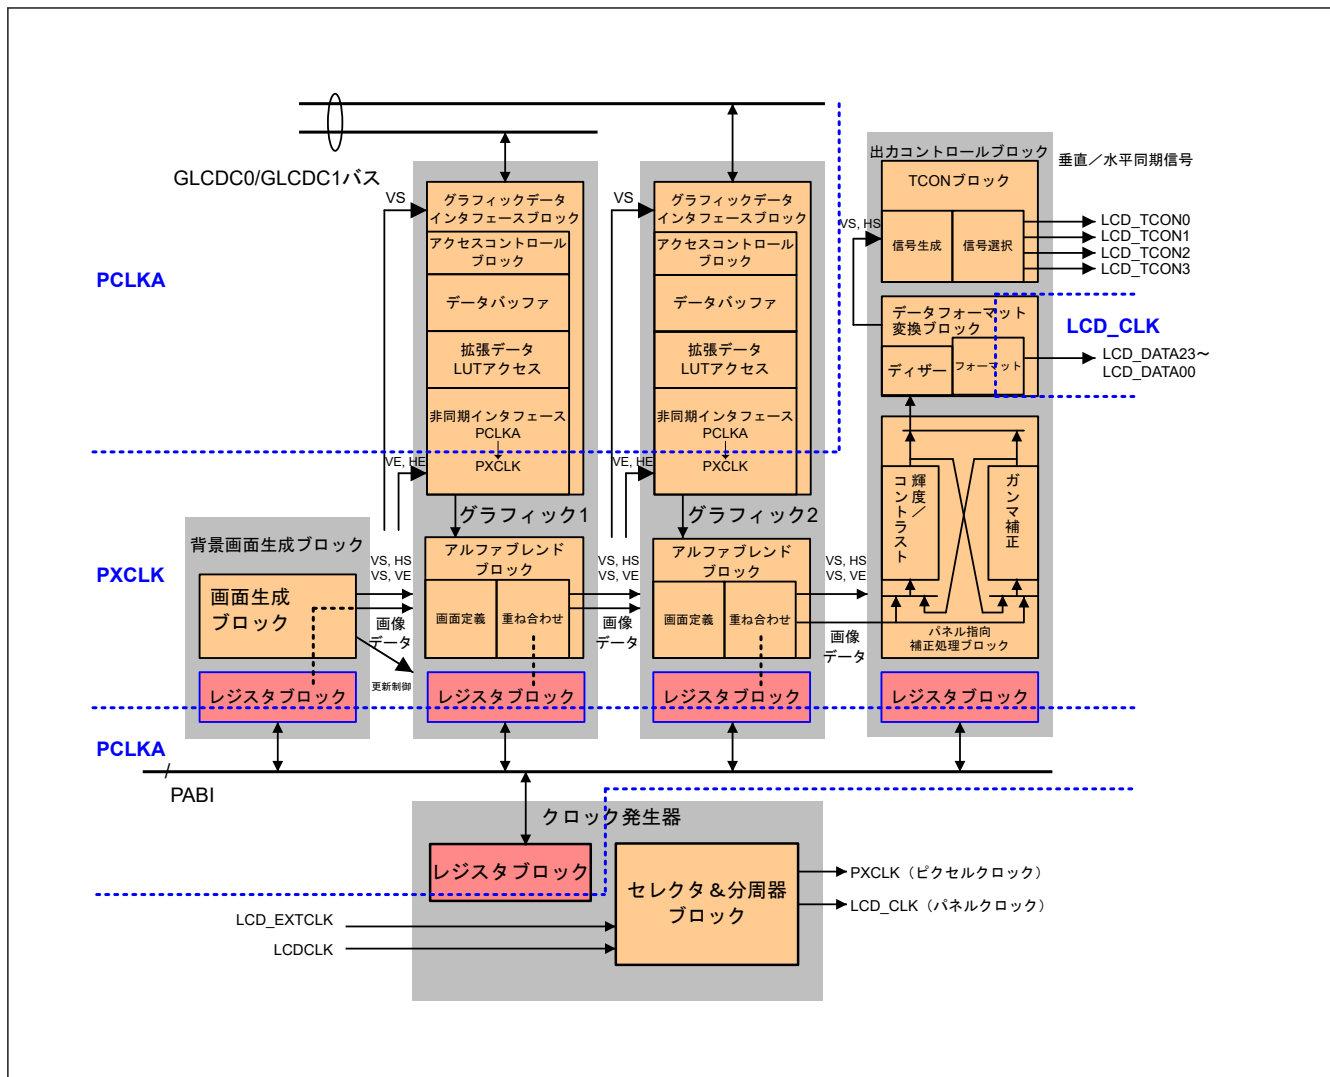 GLCDC0/GLCDC1バス
PCLKA
VS
グラフィックデータ
インタフェースブロック
アクセスコントロール
ブロック
データバッファ
拡張データ
LUTアクセス
非同期インタフェース
PCLKA
PXCLK
VE, HE
グラフィック1
VS
グラフィックデータ
インタフェースブロック
アクセスコントロール
ブロック
データバッファ
拡張データ
LUTアクセス
非同期インタフェース
PCLKA
PXCLK
VE, HE
グラフィック2
出力コントロールブロック
垂直／水平同期信号
TCONブロック
VS, HS
信号生成
信号選択
LCD_TCON0
LCD_TCON1
LCD_TCON2
LCD_TCON3
データフォーマット
変換ブロック
ディザー
フォーマット
LCD_CLK
LCD_DATA23～
LCD_DATA00
輝度／
コントラスト
ガンマ補正
パネル指向
補正処理ブロック
PXCLK
背景画面生成ブロック
画面生成
ブロック
VS, HS
VS, VE
画像
データ
更新制御
アルファブレンド
ブロック
画面定義
重ね合わせ
VS, HS
VS, VE
画像
データ
アルファブレンド
ブロック
画面定義
重ね合わせ
VS, HS
VS, VE
画像
データ
レジスタブロック
レジスタブロック
レジスタブロック
レジスタブロック
PCLKA
PABI
クロック発生器
レジスタブロック
セレクタ＆分周器
ブロック
LCD_EXTCLK
LCDCLK
PXCLK（ピクセルクロック）
LCD_CLK（パネルクロック）